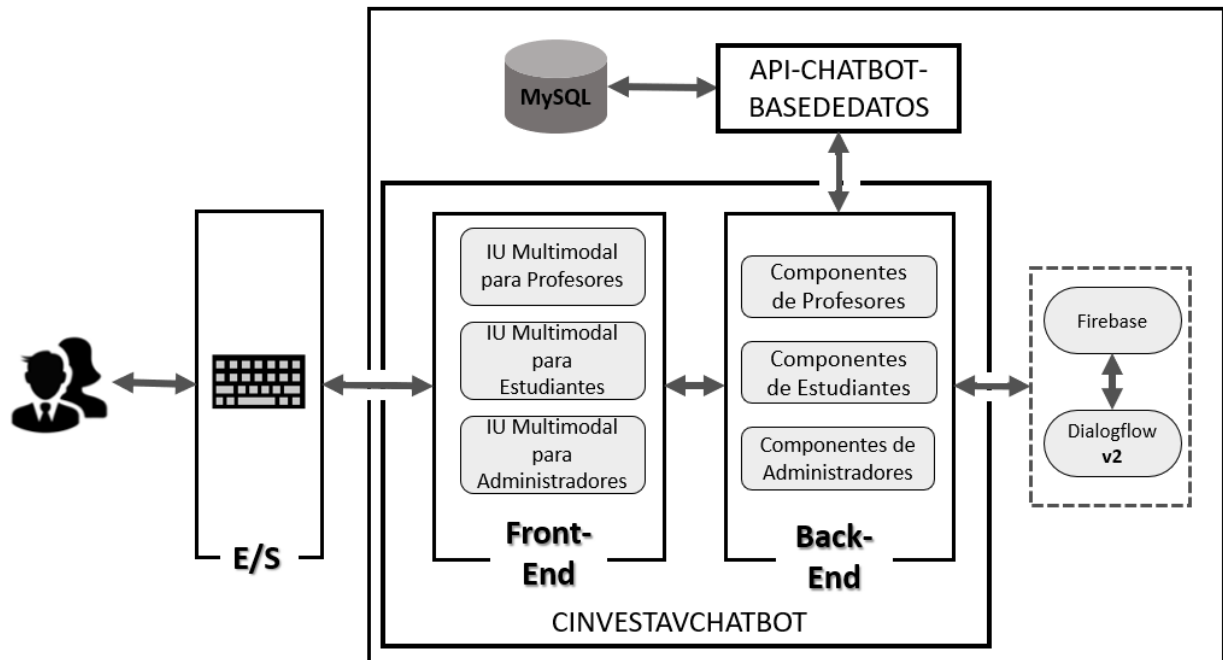 MySQL
API-CHATBOT-
BASEDEDATOS
IU Multimodal
para Profesores
IU Multimodal
para
Estudiantes
IU Multimodal
para
Administradores
Front-
End
Componentes
de Profesores
Componentes
de Estudiantes
Componentes de
Administradores
Back-
End
Firebase
Dialogflow
v2
E/S
CINVESTAVCHATBOT